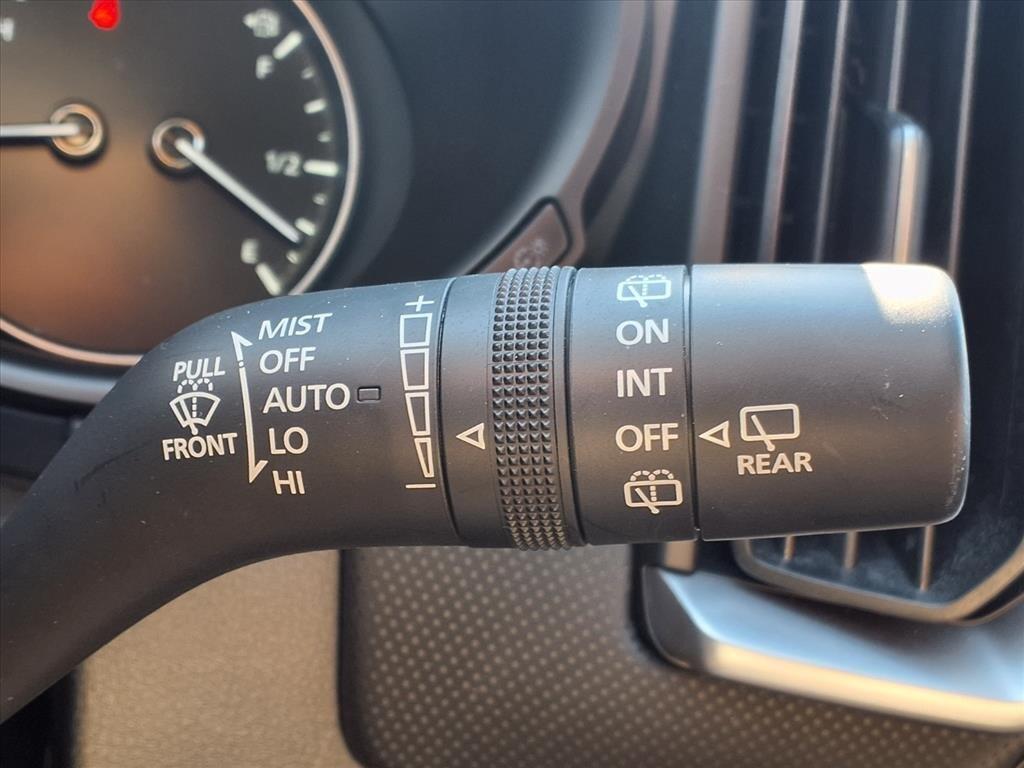 H
F
1/2
E
PULL
FRONT
MIST
OFF
AUTO
LO
HI
+
−
ON
INT
OFF
REAR